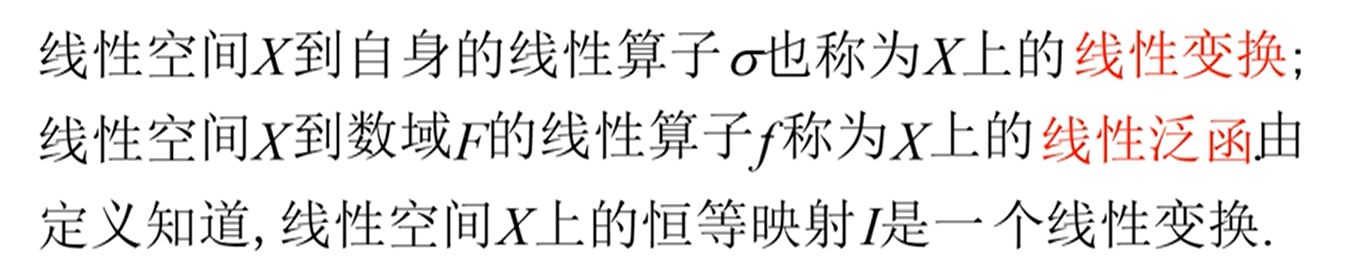 线性空间X到自身的线性算子σ也称为X上的线性变换;
线性空间X到数域F的线性算子f称为X上的线性泛函.由
定义知道, 线性空间X上的恒等映射I是一个线性变换.